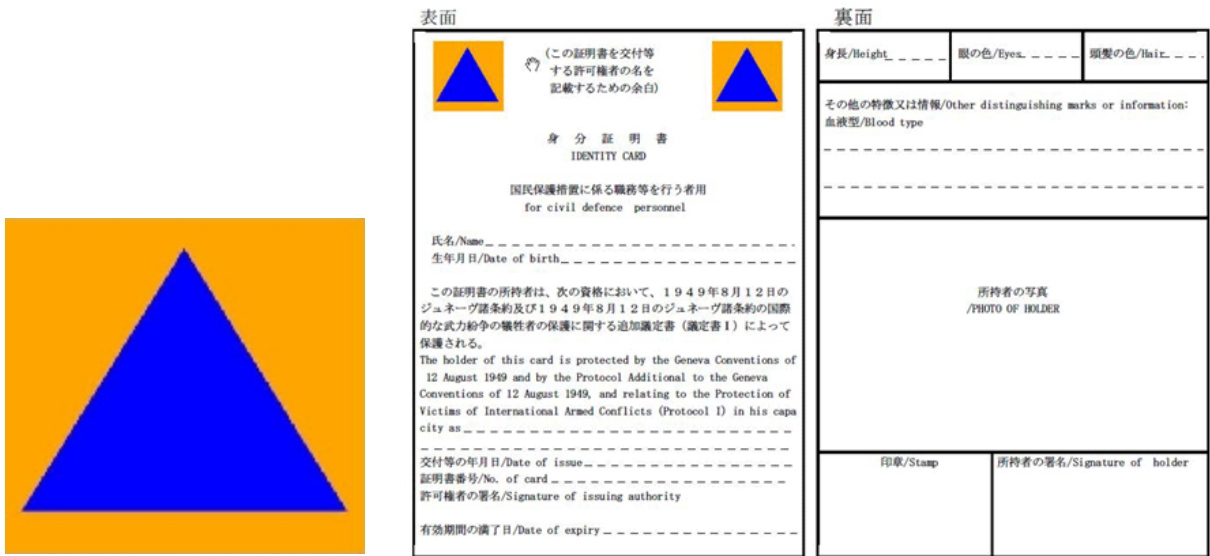 表面
(この証明書を交付等
する許可権者の名を
記載するための余白)
身 分 証 明 書
IDENTITY CARD
国民保護措置に係る職務等を行う者用
for civil defence personnel
氏名/Name
生年月日/Date of birth
この証明書の所持者は、次の資格において、1949年8月12日の
ジュネーヴ諸条約及び1949年8月12日のジュネーヴ諸条約の国際
的な武力紛争の犠牲者の保護に関する追加議定書（議定書Ⅰ）によって
保護される。
The holder of this card is protected by the Geneva Conventions of
12 August 1949 and by the Protocol Additional to the Geneva
Conventions of 12 August 1949, and relating to the Protection of
Victims of International Armed Conflicts (Protocol I) in his capa
city as
交付等の年月日/Date of issue
証明書番号/No. of card
許可権者の署名/Signature of issuing authority
有効期間の満了日/Date of expiry
裏面
身長/Height
眼の色/Eyes
頭髪の色/Hair
その他の特徴又は情報/Other distinguishing marks or information:
血液型/Blood type
所持者の写真
/PHOTO OF HOLDER
印章/Stamp
所持者の署名/Signature of holder